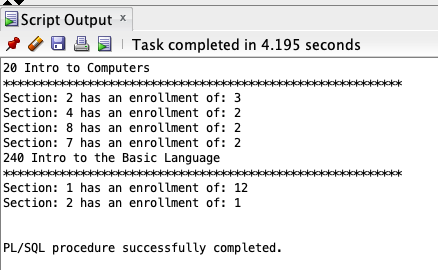 Script Output ×
Task completed in 4.195 seconds
20 Intro to Computers
*********************************************************
Section: 2 has an enrollment of: 3
Section: 4 has an enrollment of: 2
Section: 8 has an enrollment of: 2
Section: 7 has an enrollment of: 2
240 Intro to the Basic Language
*********************************************************
Section: 1 has an enrollment of: 12
Section: 2 has an enrollment of: 1
PL/SQL procedure successfully completed.